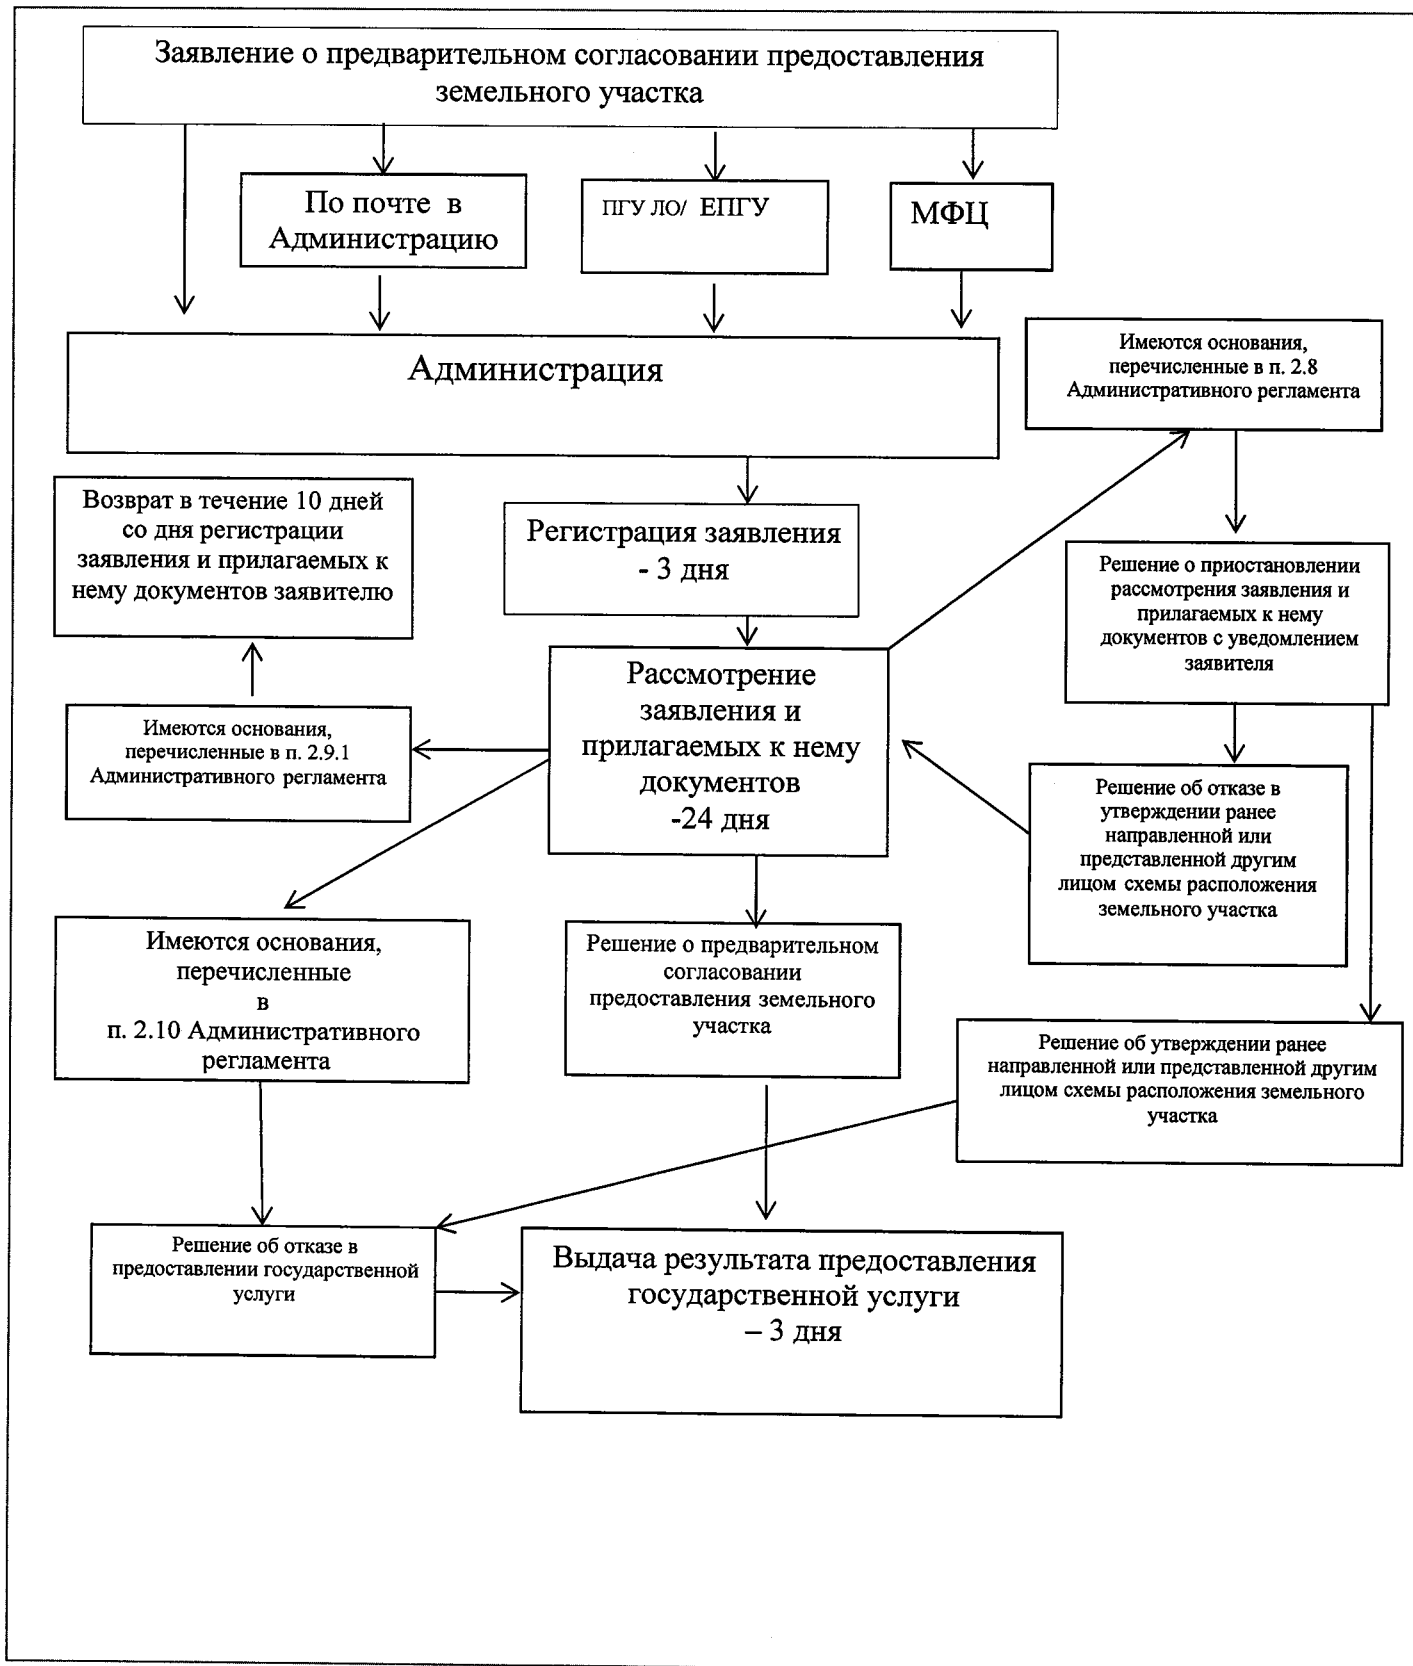 Заявление о предварительном согласовании предоставления
земельного участка
По почте в
Администрацию
ПГУ ЛО/ ЕПГУ
МФЦ
Администрация
Имеются основания,
перечисленные в п. 2.8
Административного регламента
Возврат в течение 10 дней
со дня регистрации
заявления и прилагаемых к
нему документов заявителю
Регистрация заявления
- 3 дня
Решение о приостановлении
рассмотрения заявления и
прилагаемых к нему
документов с уведомлением
заявителя
Рассмотрение
заявления и
прилагаемых к нему
документов
-24 дня
Имеются основания,
перечисленные в п. 2.9.1
Административного регламента
Решение об отказе в
утверждении ранее
направленной или
представленной другим
лицом схемы расположения
земельного участка
Имеются основания,
перечисленные
в
п. 2.10 Административного
регламента
Решение о предварительном
согласовании
предоставления земельного
участка
Решение об утверждении ранее
направленной или представленной другим
лицом схемы расположения земельного
участка
Решение об отказе в
предоставлении государственной
услуги
Выдача результата предоставления
государственной услуги
– 3 дня